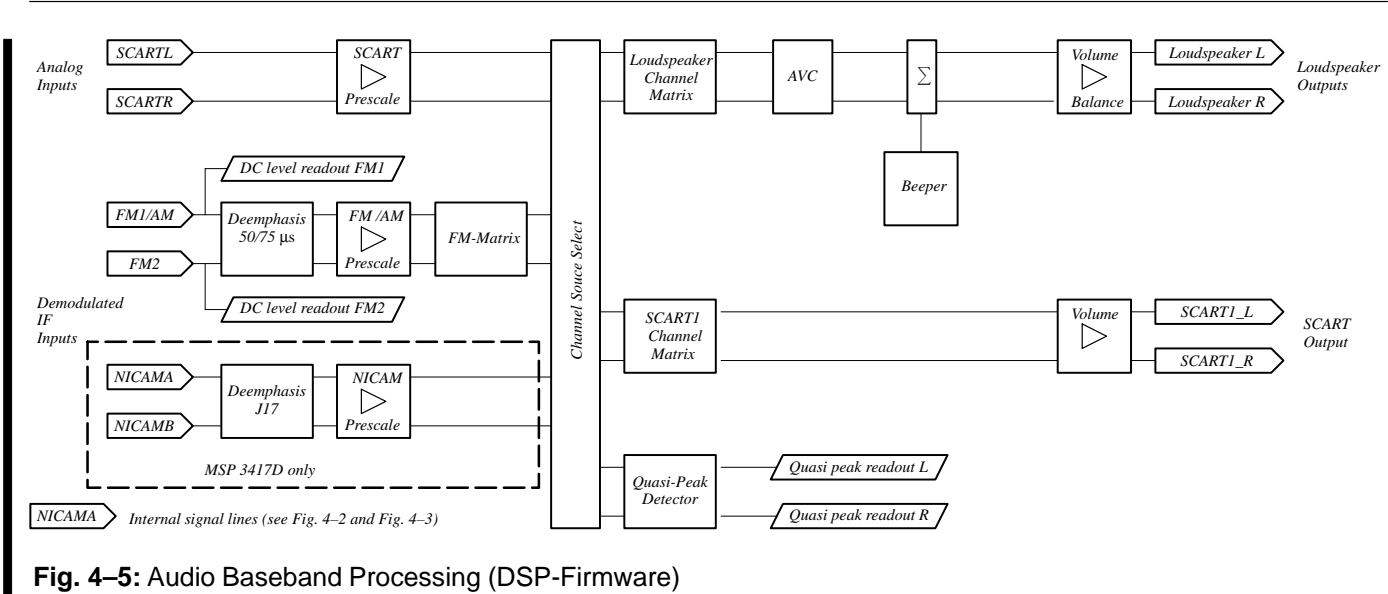 Analog
Inputs
SCARTL
SCARTR
SCART
Prescale
DC level readout FM1
FM1/AM
FM2
Deemphasis
50/75 µs
FM /AM
Prescale
FM-Matrix
DC level readout FM2
Demodulated
IF
Inputs
NICAMA
NICAMB
Deemphasis
J17
NICAM
Prescale
MSP 3417D only
NICAMA
Internal signal lines (see Fig. 4–2 and Fig. 4–3)
Channel Souce Select
Loudspeaker
Channel
Matrix
AVC
Σ
Beeper
Volume
Balance
Loudspeaker L
Loudspeaker R
Loudspeaker
Outputs
SCART1
Channel
Matrix
Volume
SCART1_L
SCART1_R
SCART
Output
Quasi-Peak
Detector
Quasi peak readout L
Quasi peak readout R
Fig. 4–5: Audio Baseband Processing (DSP-Firmware)